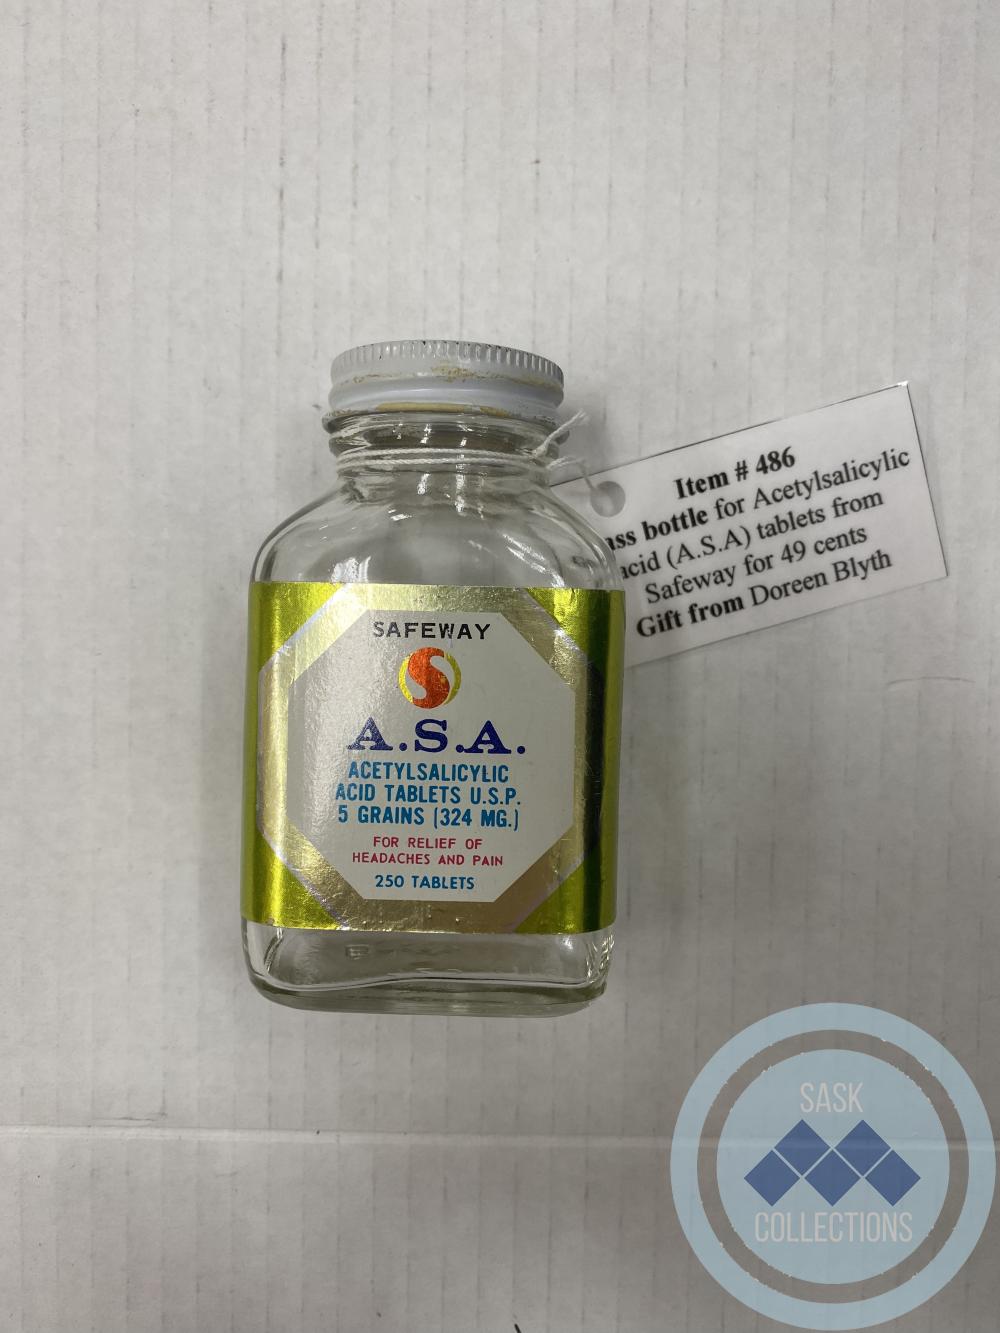 Item # 486
bottle for Acetylsalicylic
acid (A.S.A) tablets from
Safeway for 49 cents
Gift from Doreen Blyth
SAFEWAY
A.S.A.
ACETYLSALICYLIC
ACID TABLETS U.S.P.
5 GRAINS (324 MG.)
FOR RELIEF OF
HEADACHES AND PAIN
250 TABLETS
SASK
COLLECTIONS